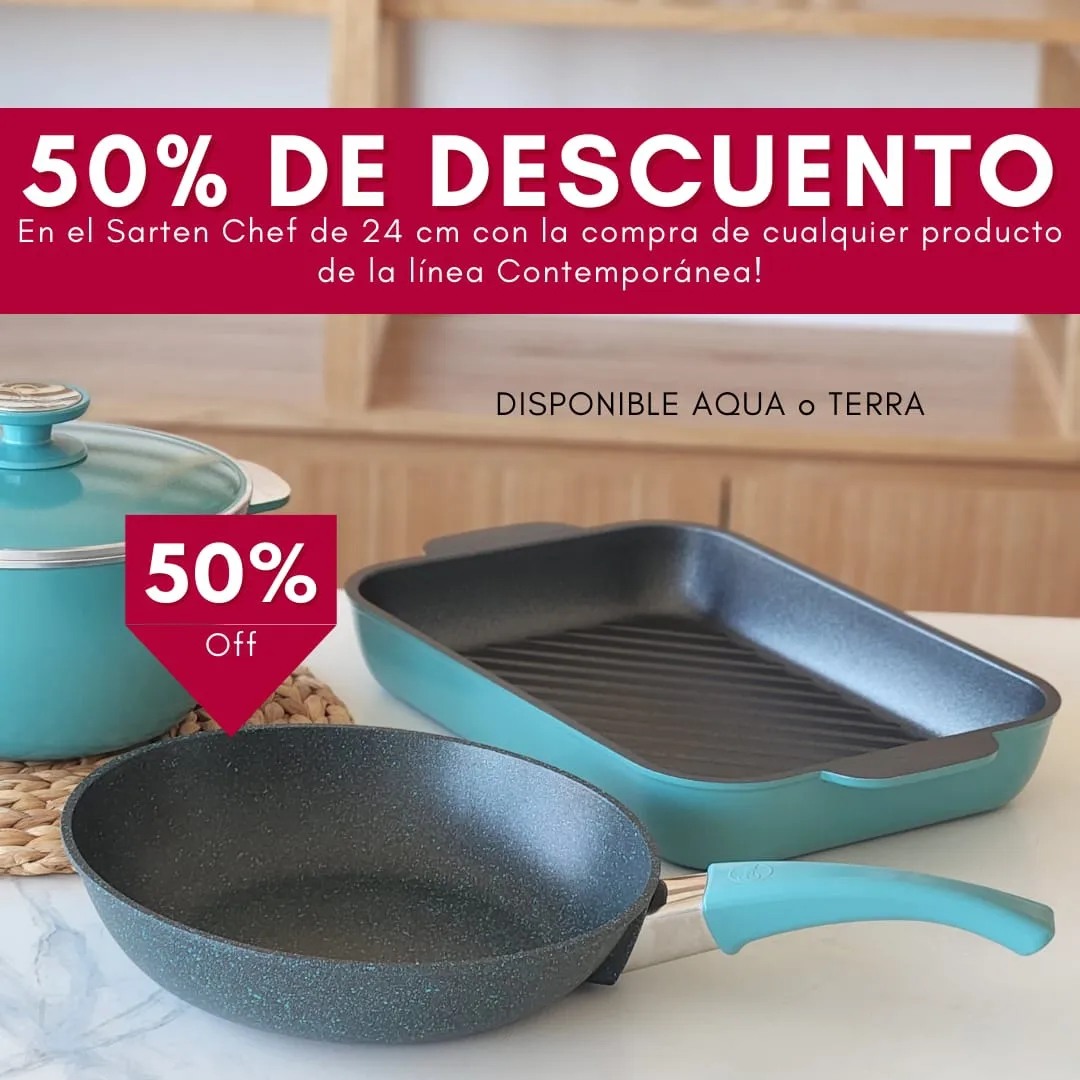 50% DE DESCUENTO
En el Sarten Chef de 24 cm con la compra de cualquier producto
de la línea Contemporánea!
DISPONIBLE AQUA o TERRA
50%
Off